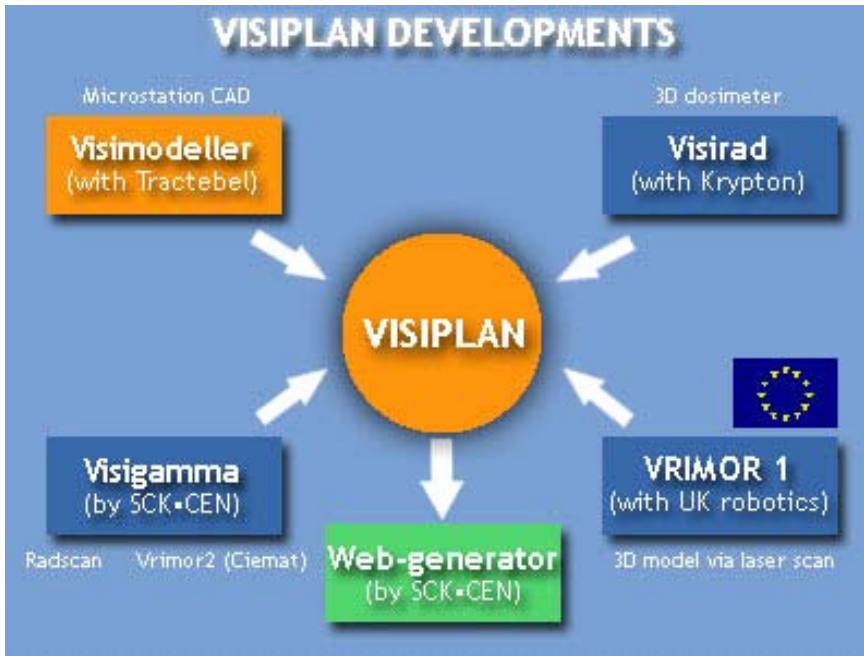 VISIPLAN DEVELOPMENTS
Microstation CAD
Visimodeller
(with Tractebel)
3D dosimeter
Visirad
(with Krypton)
VISIPLAN
Visigamma
(by SCK•CEN)
Radscan Vrimor2 (Ciemat)
Web-generator
(by SCK•CEN)
VRIMOR 1
(with UK robotics)
3D model via laser scan